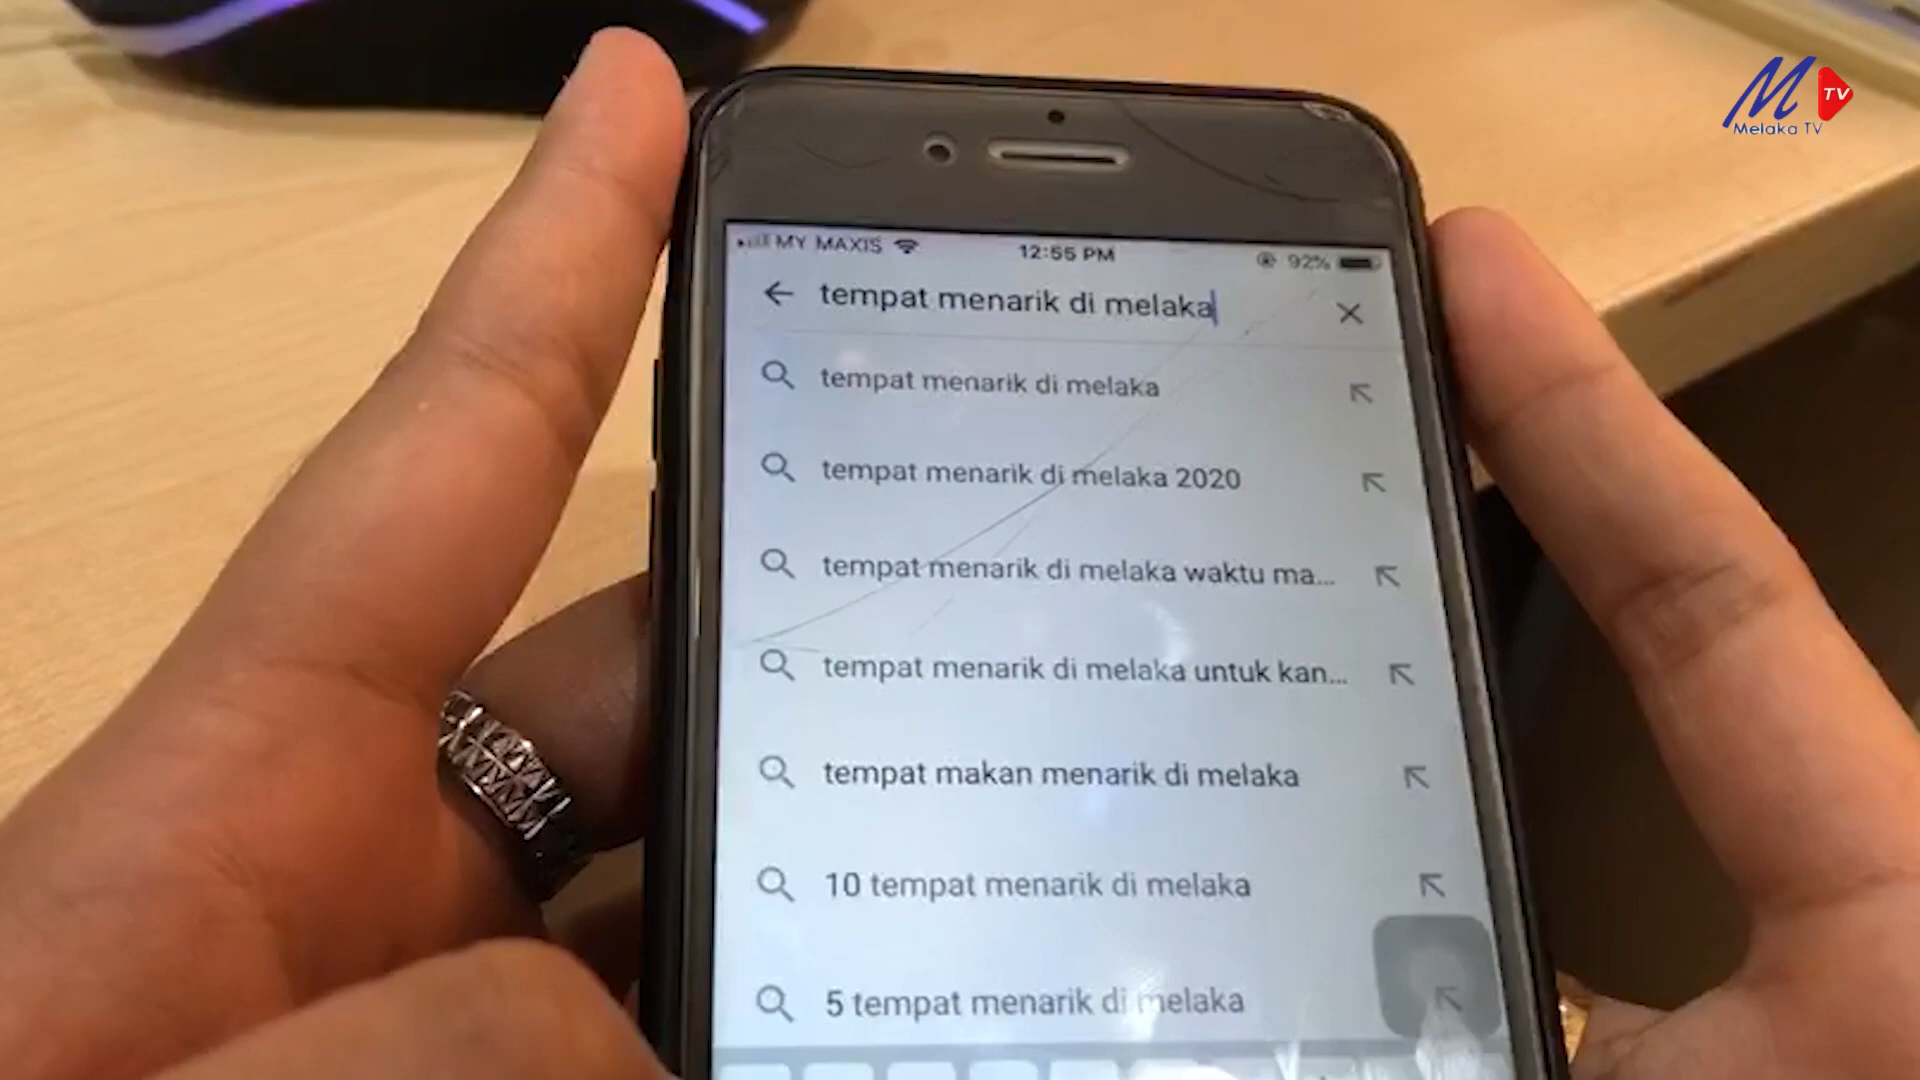 M TV
Melaka TV
MY MAXIS 12:55 PM 92%
tempat menarik di melaka
tempat menarik di melaka
tempat menarik di melaka 2020
tempat menarik di melaka waktu ma...
tempat menarik di melaka untuk kan...
tempat makan menarik di melaka
10 tempat menarik di melaka
5 tempat menarik di melaka